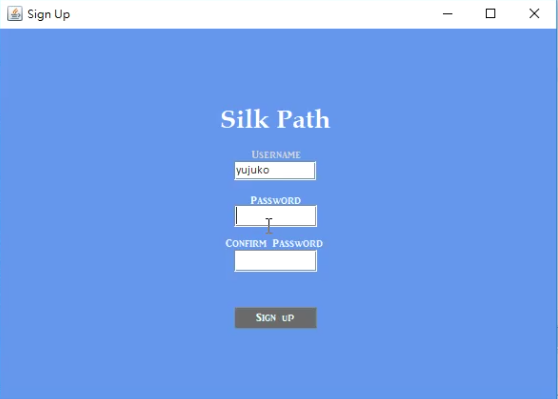 Sign Up
Silk Path
Username
yujuko
Password
Confirm Password
Sign up